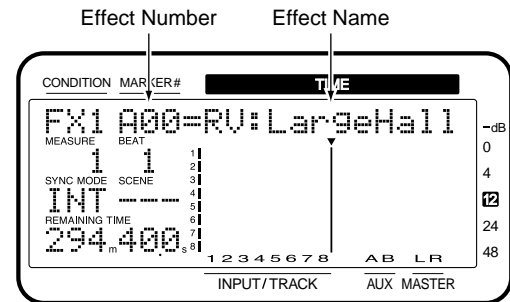 Effect Number Effect Name
CONDITION MARKER# TIME
FX1 A00=RV:LargeHall
MEASURE BEAT
1 1
SYNC MODE SCENE
INT ---
REMAINING TIME
294m400s
1
2
3
4
5
6
7
8
1 2 3 4 5 6 7 8 A B L R
INPUT/TRACK AUX MASTER
-dB
0
4
12
24
48